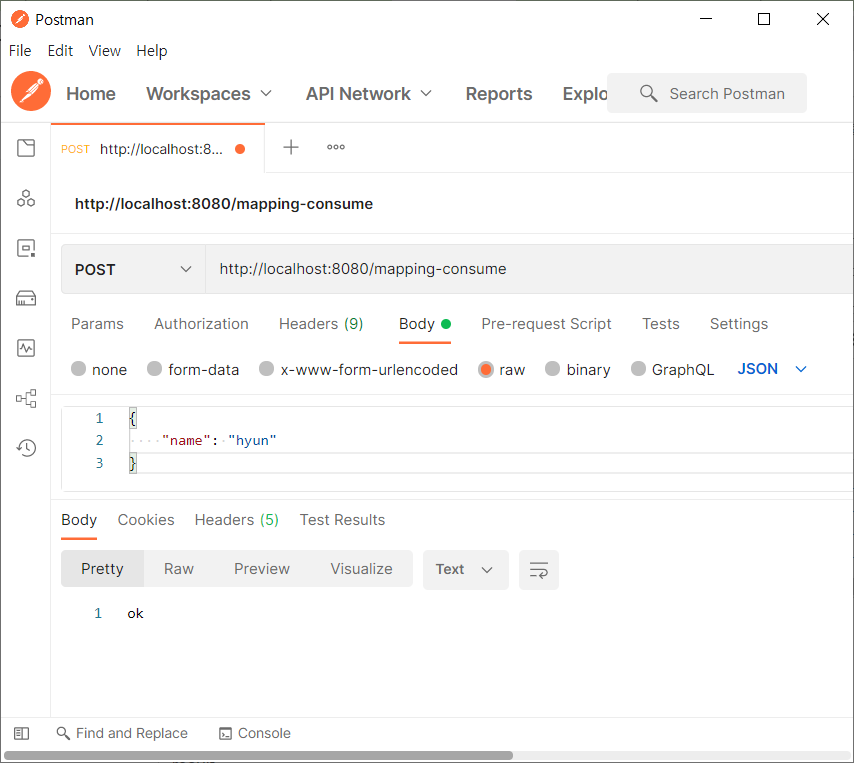 Postman
File Edit View Help
Home Workspaces API Network Reports Explo Search Postman
POST http://localhost:8... ooo
http://localhost:8080/mapping-consume
POST http://localhost:8080/mapping-consume
Params Authorization Headers (9) Body Pre-request Script Tests Settings
none form-data x-www-form-urlencoded raw binary GraphQL JSON
1 {
2 "name": "hyun"
3 }
Body Cookies Headers (5) Test Results
Pretty Raw Preview Visualize Text
1 ok
Find and Replace Console